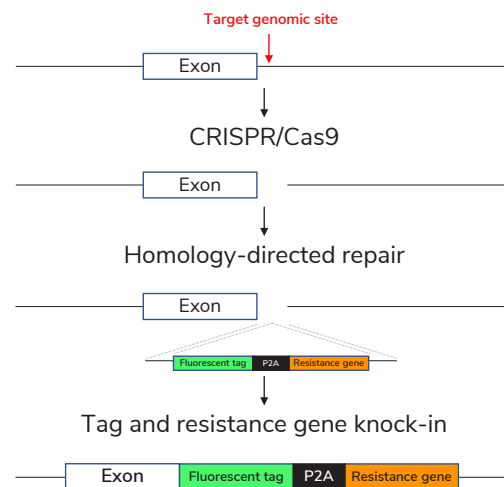 Target genomic site
Exon
CRISPR/Cas9
Exon
Homology-directed repair
Exon
Fluorescent tag P2A Resistance gene
Tag and resistance gene knock-in
Exon Fluorescent tag P2A Resistance gene